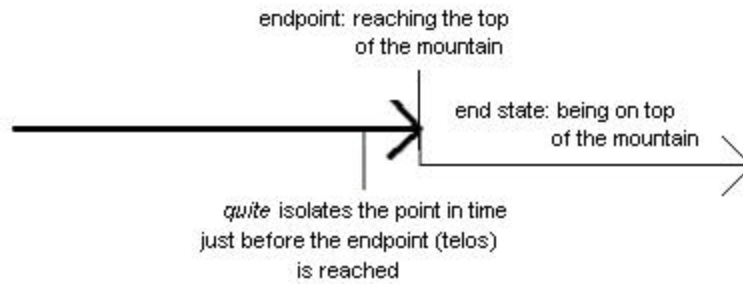 endpoint: reaching the top
of the mountain
end state: being on top
of the mountain
quite isolates the point in time
just before the endpoint (telos)
is reached